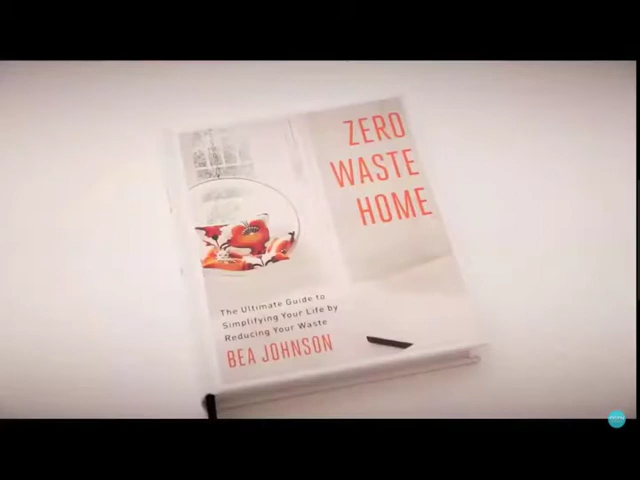 ZERO
WASTE
HOME
The Ultimate Guide to
Simplifying Your Life by
Reducing Your Waste
BEA JOHNSON